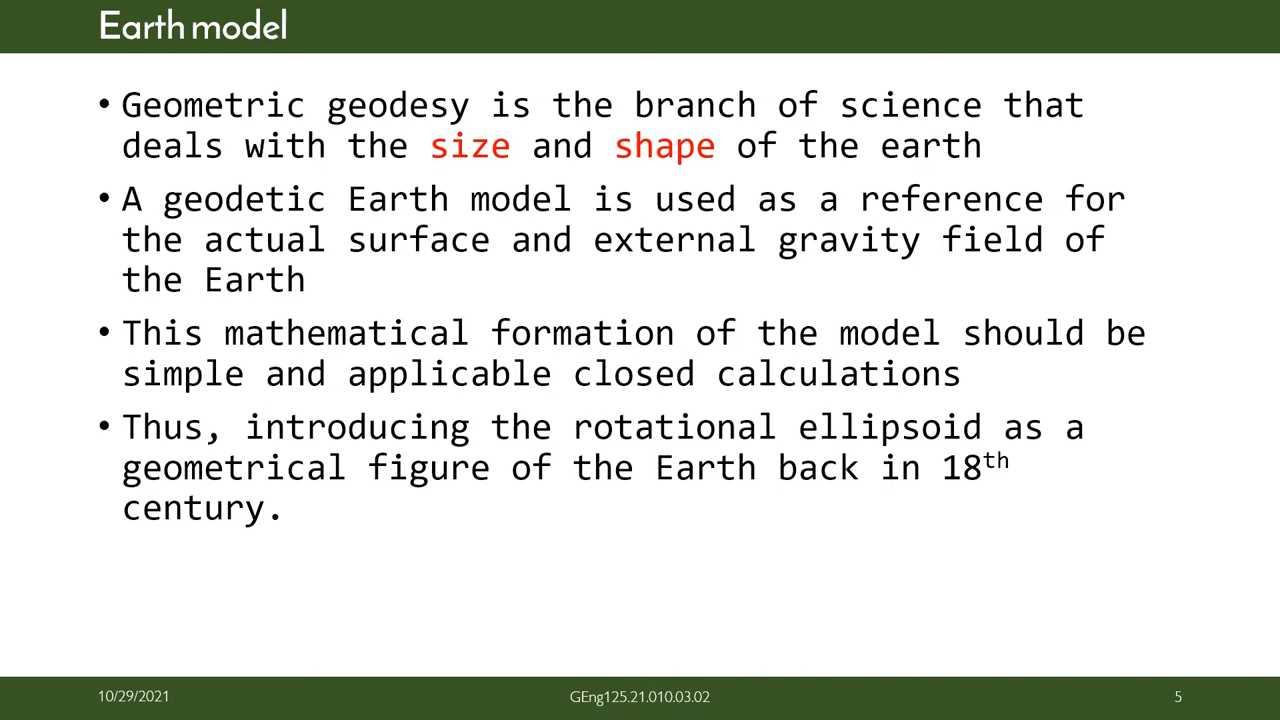 Earth model
• Geometric geodesy is the branch of science that
deals with the size and shape of the earth
• A geodetic Earth model is used as a reference for
the actual surface and external gravity field of
the Earth
• This mathematical formation of the model should be
simple and applicable closed calculations
• Thus, introducing the rotational ellipsoid as a
geometrical figure of the Earth back in 18th
century.
10/29/2021
GEng125.21.010.03.02
5